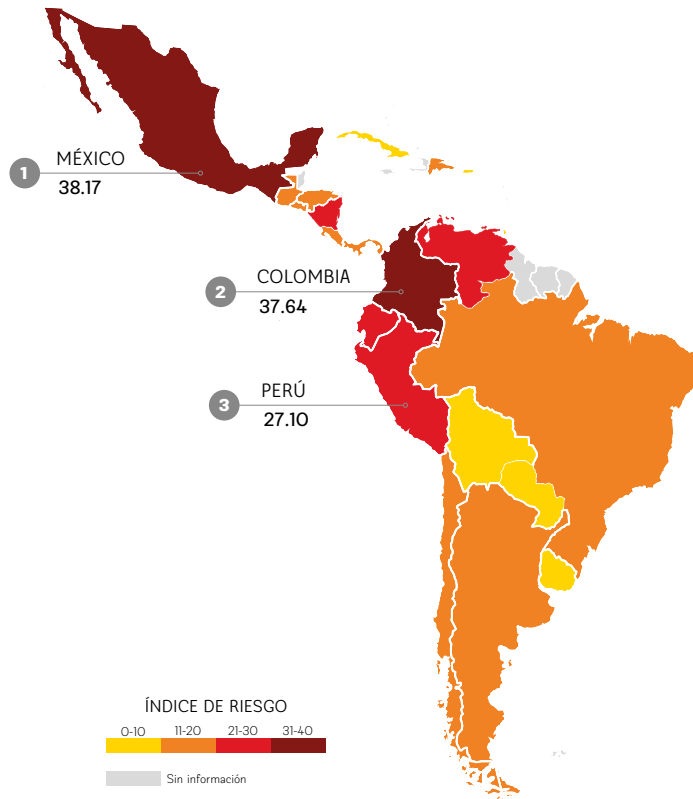 1
MÉXICO
38.17
2
COLOMBIA
37.64
3
PERÚ
27.10
ÍNDICE DE RIESGO
0-10 11-20 21-30 31-40
Sin información